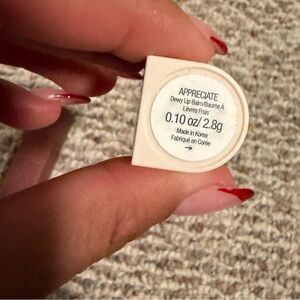 APPRECIATE
Dewy Lip Balm/Baume À
Lèvres Frais
0.10 oz/ 2.8g
Made in Korea
Fabriqué en Corée
→